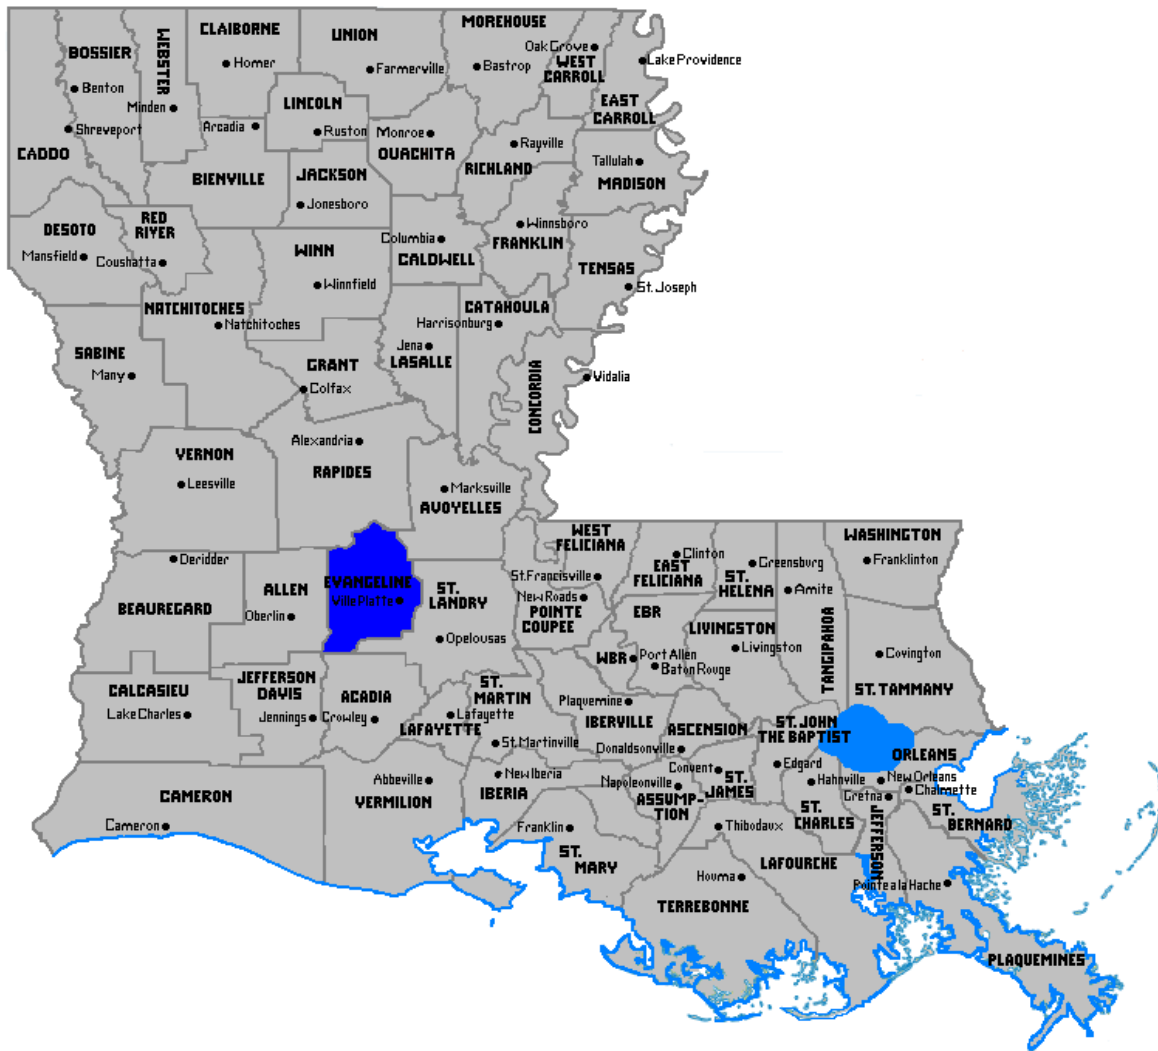 CLAIBORNE
UNION
MOREHOUSE
BOSSIER
WEBSTER
Oak Grove
WEST
CARROLL
Lake Providence
Homer
Farmerville
Bastrop
Benton
Minden
LINCOLN
EAST
CARROLL
Shreveport
Arcadia
Ruston
Monroe
OUACHITA
Rayville
CADDO
RICHLAND
Tallulah
MADISON
BIENVILLE
JACKSON
Jonesboro
DESOTO
RED
RIVER
Winnsboro
FRANKLIN
Mansfield
Coushatta
WINN
Columbia
CALDWELL
TENSAS
Winnfield
St. Joseph
NATCHITOCHES
Natchitoches
CATAHOULA
Harrisonburg
SABINE
Many
GRANT
Colfax
Jena
LASALLE
CONCORDIA
Vidalia
Alexandria
RAPIDES
VERNON
Leesville
Marksville
AVOYELLES
WEST
FELICIANA
WASHINGTON
Franklinton
Deridder
Clinton
EAST
FELICIANA
Greensburg
ST.
HELENA
BEAUREGARD
ALLEN
Oberlin
EVANGELINE
Ville Platte
ST.
LANDRY
St. Francisville
New Roads
POINTE
COUPEE
Amite
EBR
LIVINGSTON
Livingston
TANGIPAHOA
Opelousas
WBR
Port Allen
Baton Rouge
Covington
ST. TAMMANY
CALCASIEU
Lake Charles
JEFFERSON
DAVIS
Jennings
ACADIA
Crowley
ST.
MARTIN
LAFAYETTE
Lafayette
St. Martinville
Plaquemine
IBERVILLE
ASCENSION
Donaldsonville
ST. JOHN
THE BAPTIST
ORLEANS
Edgard
CAMERON
Cameron
Abbeville
VERMILION
New Iberia
IBERIA
Napoleonville
ASSUMP-
TION
Convent
ST.
JAMES
Hahnville
New Orleans
Chalmette
Gretna
ST.
CHARLES
JEFFERSON
ST.
BERNARD
Franklin
ST.
MARY
Thibodaux
LAFOURCHE
Houma
TERREBONNE
Pointe a la Hache
PLAQUEMINES